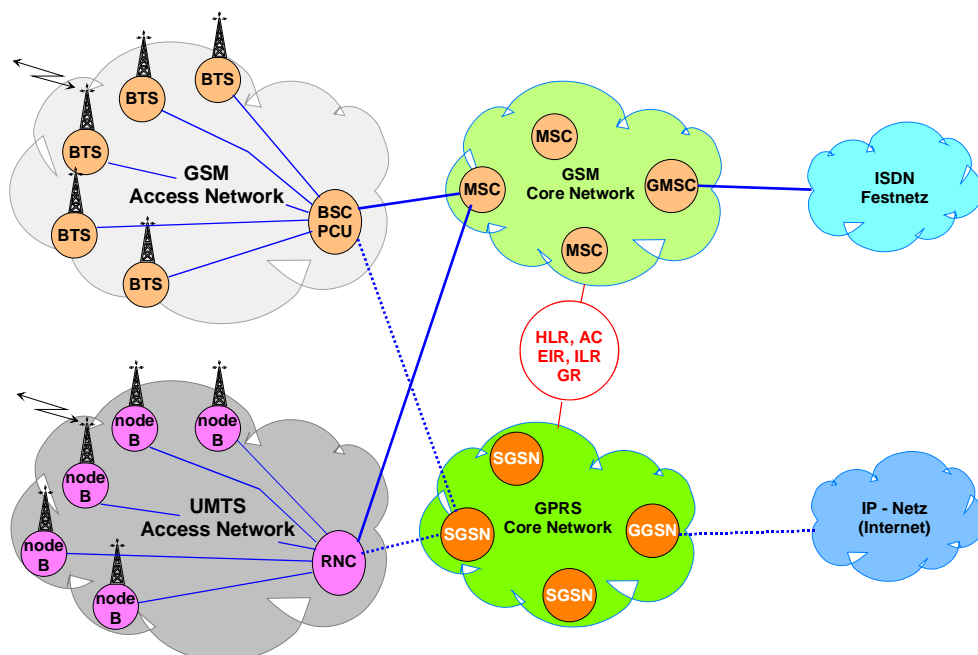 BTS
BTS
BTS
BTS
BTS
GSM
Access Network
BSC
PCU
MSC
MSC
MSC
GSM
Core Network
GMSC
ISDN
Festnetz
HLR, AC
EIR, ILR
GR
node
B
node
B
node
B
node
B
node
B
UMTS
Access Network
RNC
SGSN
SGSN
SGSN
GPRS
Core Network
GGSN
IP - Netz
(Internet)